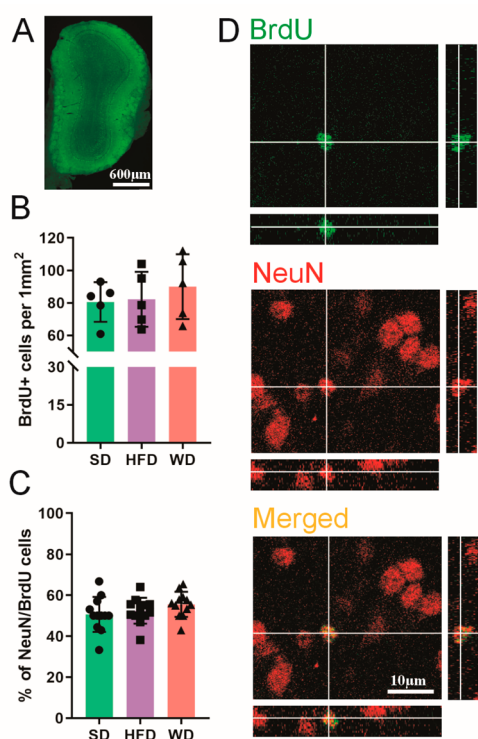 A
600μm
B
BrdU+ cells per 1mm²
120
100
80
60
30
15
0
SD HFD WD
C
% of NeuN/BrdU cells
100
80
60
40
20
0
SD HFD WD
D
BrdU
NeuN
Merged
10μm